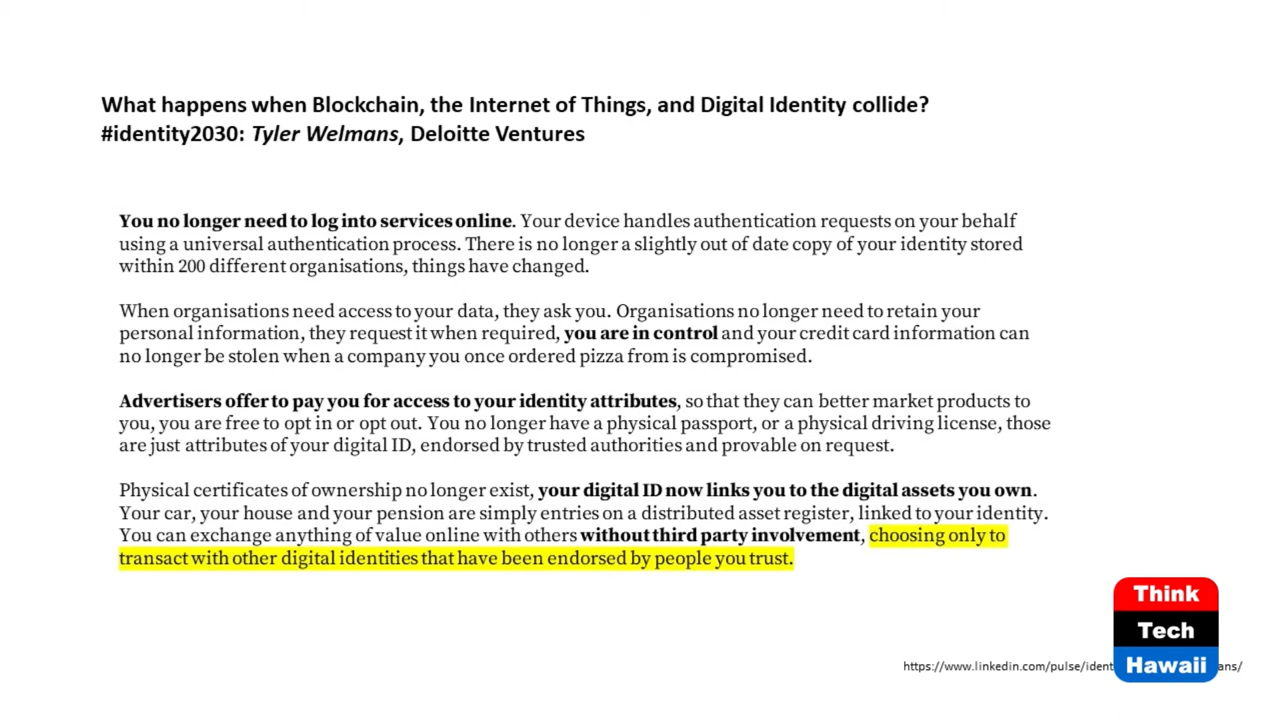 What happens when Blockchain, the Internet of Things, and Digital Identity collide?
#identity2030: Tyler Welmans, Deloitte Ventures
You no longer need to log into services online. Your device handles authentication requests on your behalf
using a universal authentication process. There is no longer a slightly out of date copy of your identity stored
within 200 different organisations, things have changed.
When organisations need access to your data, they ask you. Organisations no longer need to retain your
personal information, they request it when required, you are in control and your credit card information can
no longer be stolen when a company you once ordered pizza from is compromised.
Advertisers offer to pay you for access to your identity attributes, so that they can better market products to
you, you are free to opt in or opt out. You no longer have a physical passport, or a physical driving license, those
are just attributes of your digital ID, endorsed by trusted authorities and provable on request.
Physical certificates of ownership no longer exist, your digital ID now links you to the digital assets you own.
Your car, your house and your pension are simply entries on a distributed asset register, linked to your identity.
You can exchange anything of value online with others without third party involvement, choosing only to
transact with other digital identities that have been endorsed by people you trust.
Think
Tech
Hawaii
https://www.linkedin.com/pulse/ident ans/